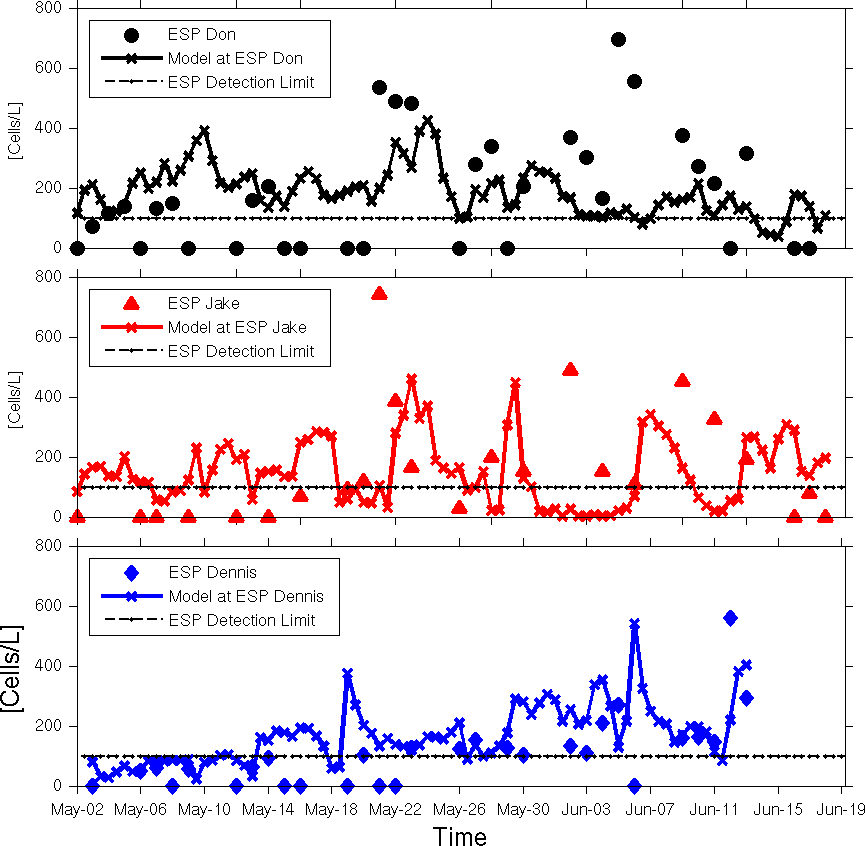 800
ESP Don
Model at ESP Don
ESP Detection Limit
600
400
200
0
[Cells/L]
800
ESP Jake
Model at ESP Jake
ESP Detection Limit
600
400
200
0
[Cells/L]
800
ESP Dennis
Model at ESP Dennis
ESP Detection Limit
600
400
200
0
[Cells/L]
May-02 May-06 May-10 May-14 May-18 May-22 May-26 May-30 Jun-03 Jun-07 Jun-11 Jun-15 Jun-19
Time